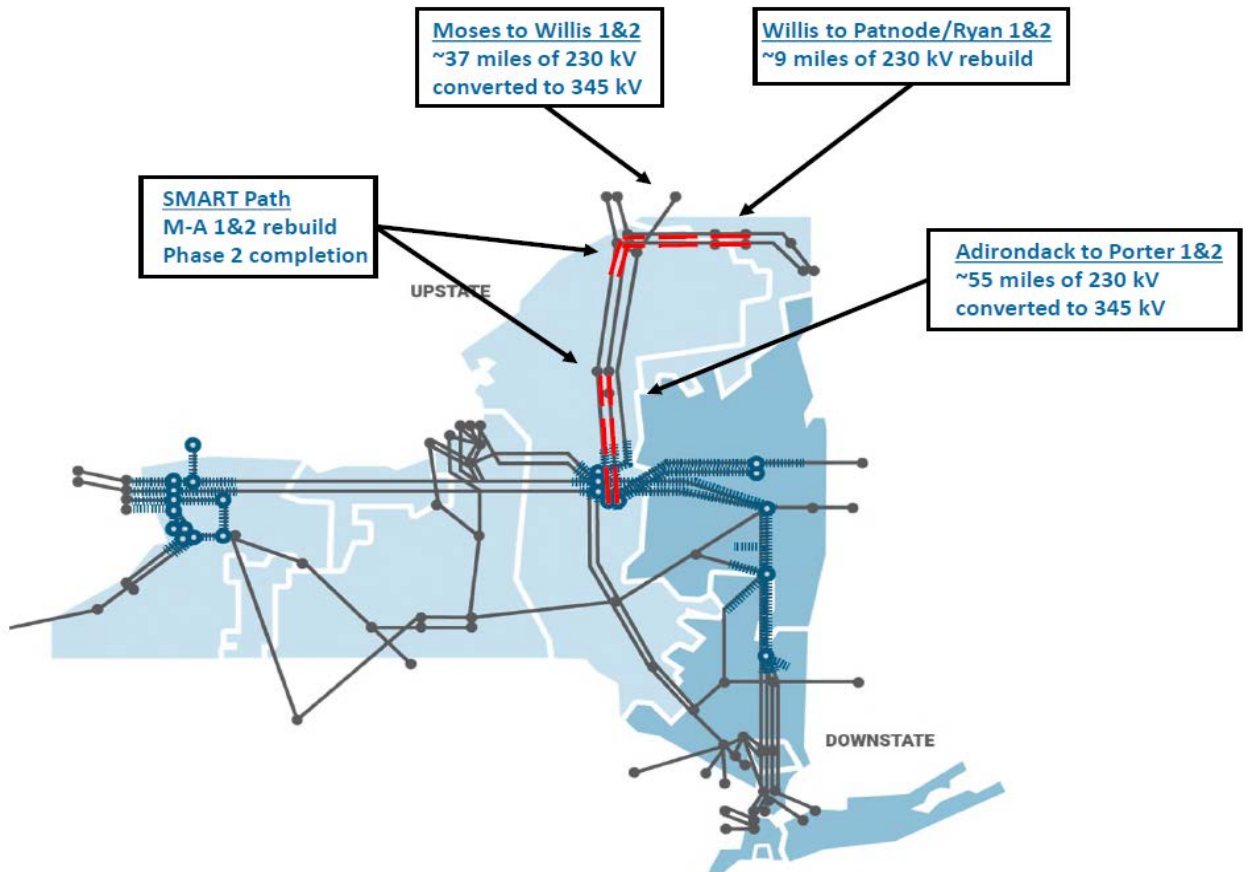 Moses to Willis 1&2
~37 miles of 230 kV
converted to 345 kV
Willis to Patnode/Ryan 1&2
~9 miles of 230 kV rebuild
SMART Path
M-A 1&2 rebuild
Phase 2 completion
Adirondack to Porter 1&2
~55 miles of 230 kV
converted to 345 kV
UPSTATE
DOWNSTATE